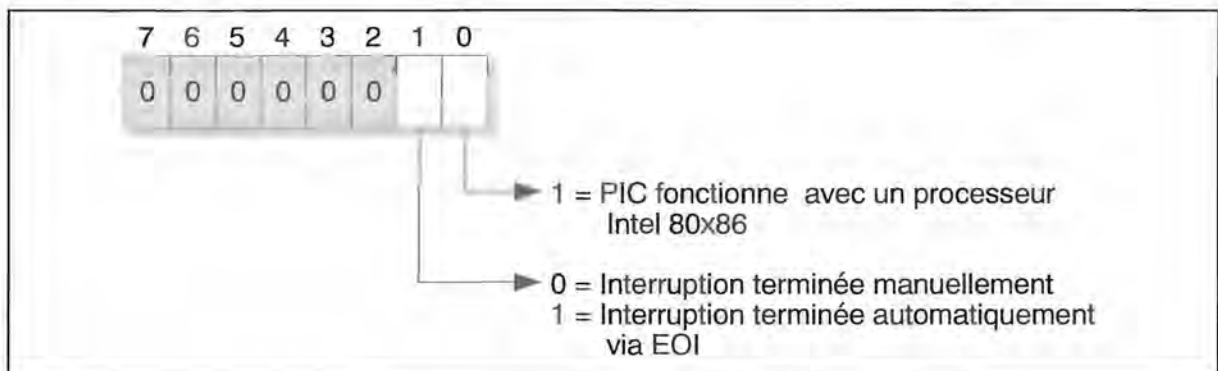 7 6 5 4 3 2 1 0
0 0 0 0 0 0
1 = PIC fonctionne avec un processeur
Intel 80x86
0 = Interruption terminée manuellement
1 = Interruption terminée automatiquement
via EOI